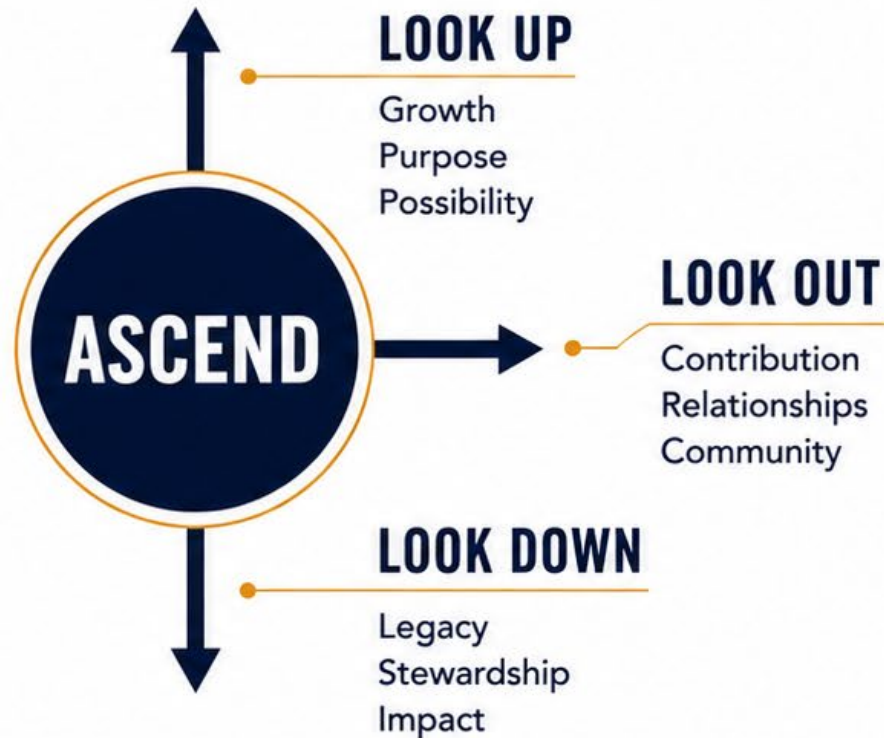 LOOK UP
Growth
Purpose
Possibility
ASCEND
LOOK OUT
Contribution
Relationships
Community
LOOK DOWN
Legacy
Stewardship
Impact